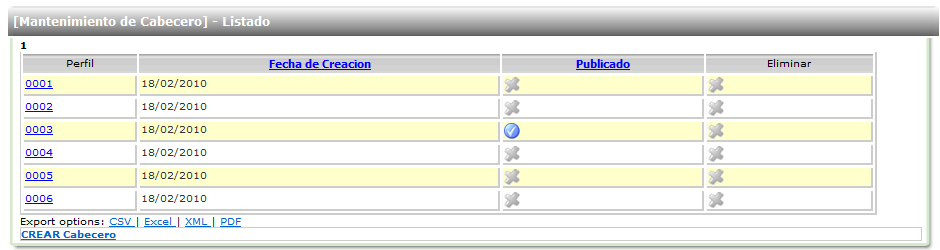 [Mantenimiento de Cabecero] - Listado
1
Perfil Fecha de Creacion Publicado Eliminar
0001 18/02/2010
0002 18/02/2010
0003 18/02/2010
0004 18/02/2010
0005 18/02/2010
0006 18/02/2010
Export options: CSV | Excel | XML | PDF
CREAR Cabecero